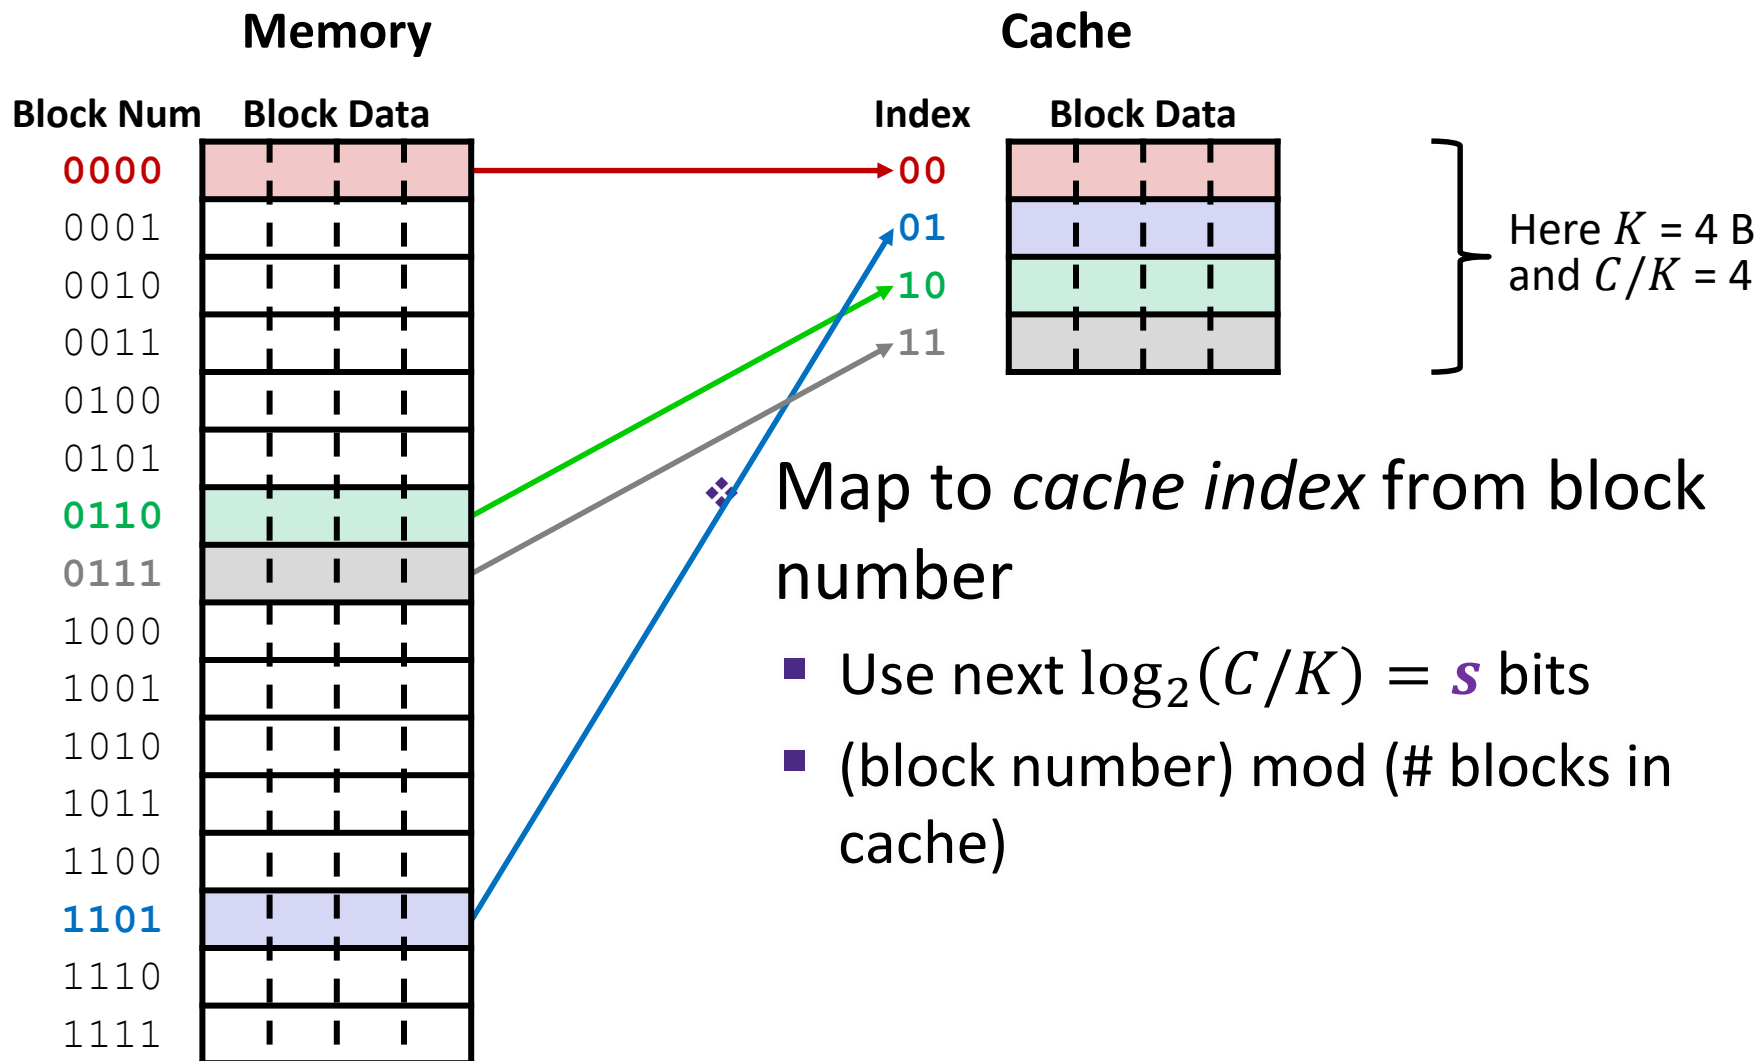 Memory
Cache
Block Num Block Data
Index Block Data
0000
0001
0010
0011
0100
0101
0110
0111
1000
1001
1010
1011
1100
1101
1110
1111
00
01
10
11
Here K = 4 B
and C/K = 4
Map to cache index from block
number
Use next log₂(C/K) = s bits
(block number) mod (# blocks in
cache)